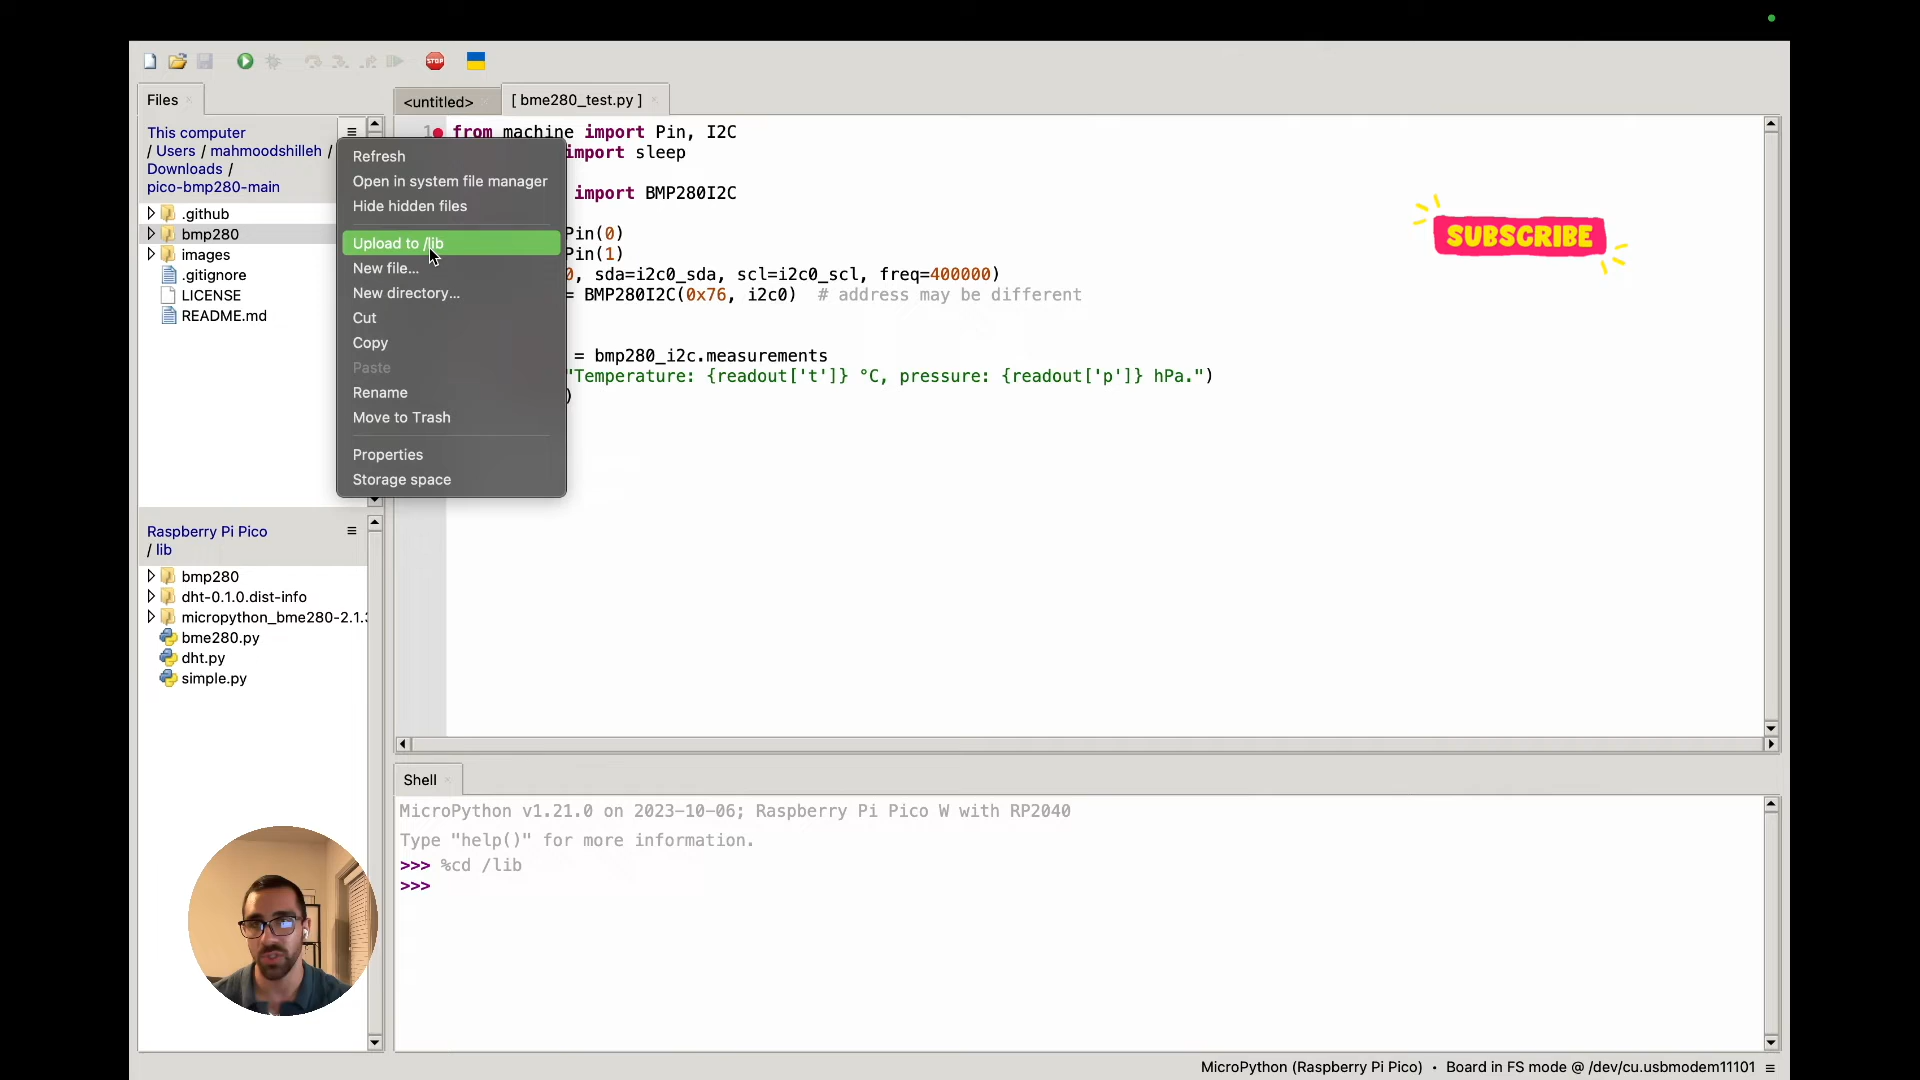 STOP
Files
<untitled>
[ bme280_test.py ]
This computer
/ Users / mahmoodshilleh /
Downloads /
pico-bmp280-main
.github
bmp280
images
.gitignore
LICENSE
README.md
Refresh
Open in system file manager
Hide hidden files
Upload to /lib
New file...
New directory...
Cut
Copy
Paste
Rename
Move to Trash
Properties
Storage space
1 from machine import Pin, I2C
import sleep
import BMP280I2C
Pin(0)
Pin(1)
0, sda=i2c0_sda, scl=i2c0_scl, freq=400000)
= BMP280I2C(0x76, i2c0)  # address may be different
= bmp280_i2c.measurements
"Temperature: {readout['t']} °C, pressure: {readout['p']} hPa.")
)
SUBSCRIBE
Raspberry Pi Pico
/ lib
bmp280
dht-0.1.0.dist-info
micropython_bme280-2.1.
bme280.py
dht.py
simple.py
Shell
MicroPython v1.21.0 on 2023-10-06; Raspberry Pi Pico W with RP2040
Type "help()" for more information.
>>> %cd /lib
>>>
MicroPython (Raspberry Pi Pico) • Board in FS mode @ /dev/cu.usbmodem11101 ≡